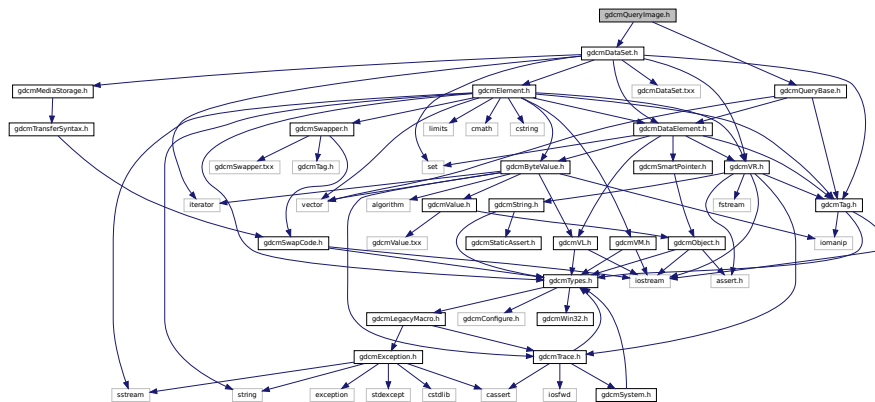 gdcmQueryImage.h
gdcmDataSet.h
gdcmMediaStorage.h
gdcmElement.h
gdcmDataSet.txx
gdcmQueryBase.h
gdcmTransferSyntax.h
gdcmSwapper.h
limits
cmath
cstring
gdcmDataElement.h
gdcmSwapper.txx
gdcmTag.h
set
gdcmByteValue.h
gdcmSmartPointer.h
gdcmVR.h
iterator
vector
algorithm
gdcmValue.h
gdcmString.h
fstream
gdcmTag.h
gdcmSwapCode.h
gdcmValue.txx
gdcmStaticAssert.h
gdcmVL.h
gdcmVM.h
gdcmObject.h
iomanip
gdcmTypes.h
iostream
assert.h
gdcmLegacyMacro.h
gdcmConfigure.h
gdcmWin32.h
gdcmException.h
gdcmTrace.h
sstream
string
exception
stdexcept
cstdlib
cassert
iosfwd
gdcmSystem.h